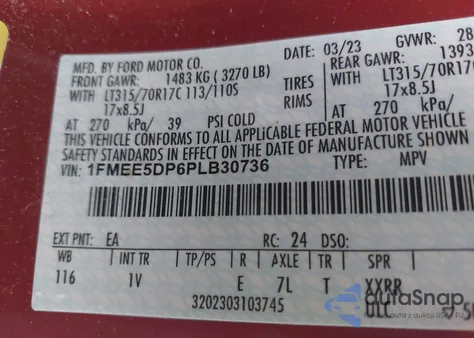 MFD. BY FORD MOTOR CO.
DATE: 03/23 GVWR: 28
FRONT GAWR: 1483 KG ( 3270 LB) REAR GAWR: 1393
WITH LT315/70R17C 113/110S TIRES LT315/70R17C
17x8.5J RIMS 17x8.5J
AT 270 kPa/ 39 PSI COLD AT 270 kPa/
THIS VEHICLE CONFORMS TO ALL APPLICABLE FEDERAL MOTOR VEHICLE
SAFETY STANDARDS IN EFFECT ON THE DATE OF MANUFACTURE SHOWN
VIN: 1FMEE5DP6PLB30736 TYPE: MPV
EXT PNT: EA RC: 24 DSO:
WB INT TR TP/PS R AXLE TR SPR
116 1V E 7L T XXRR
3202303103745 ULC
autoSnap